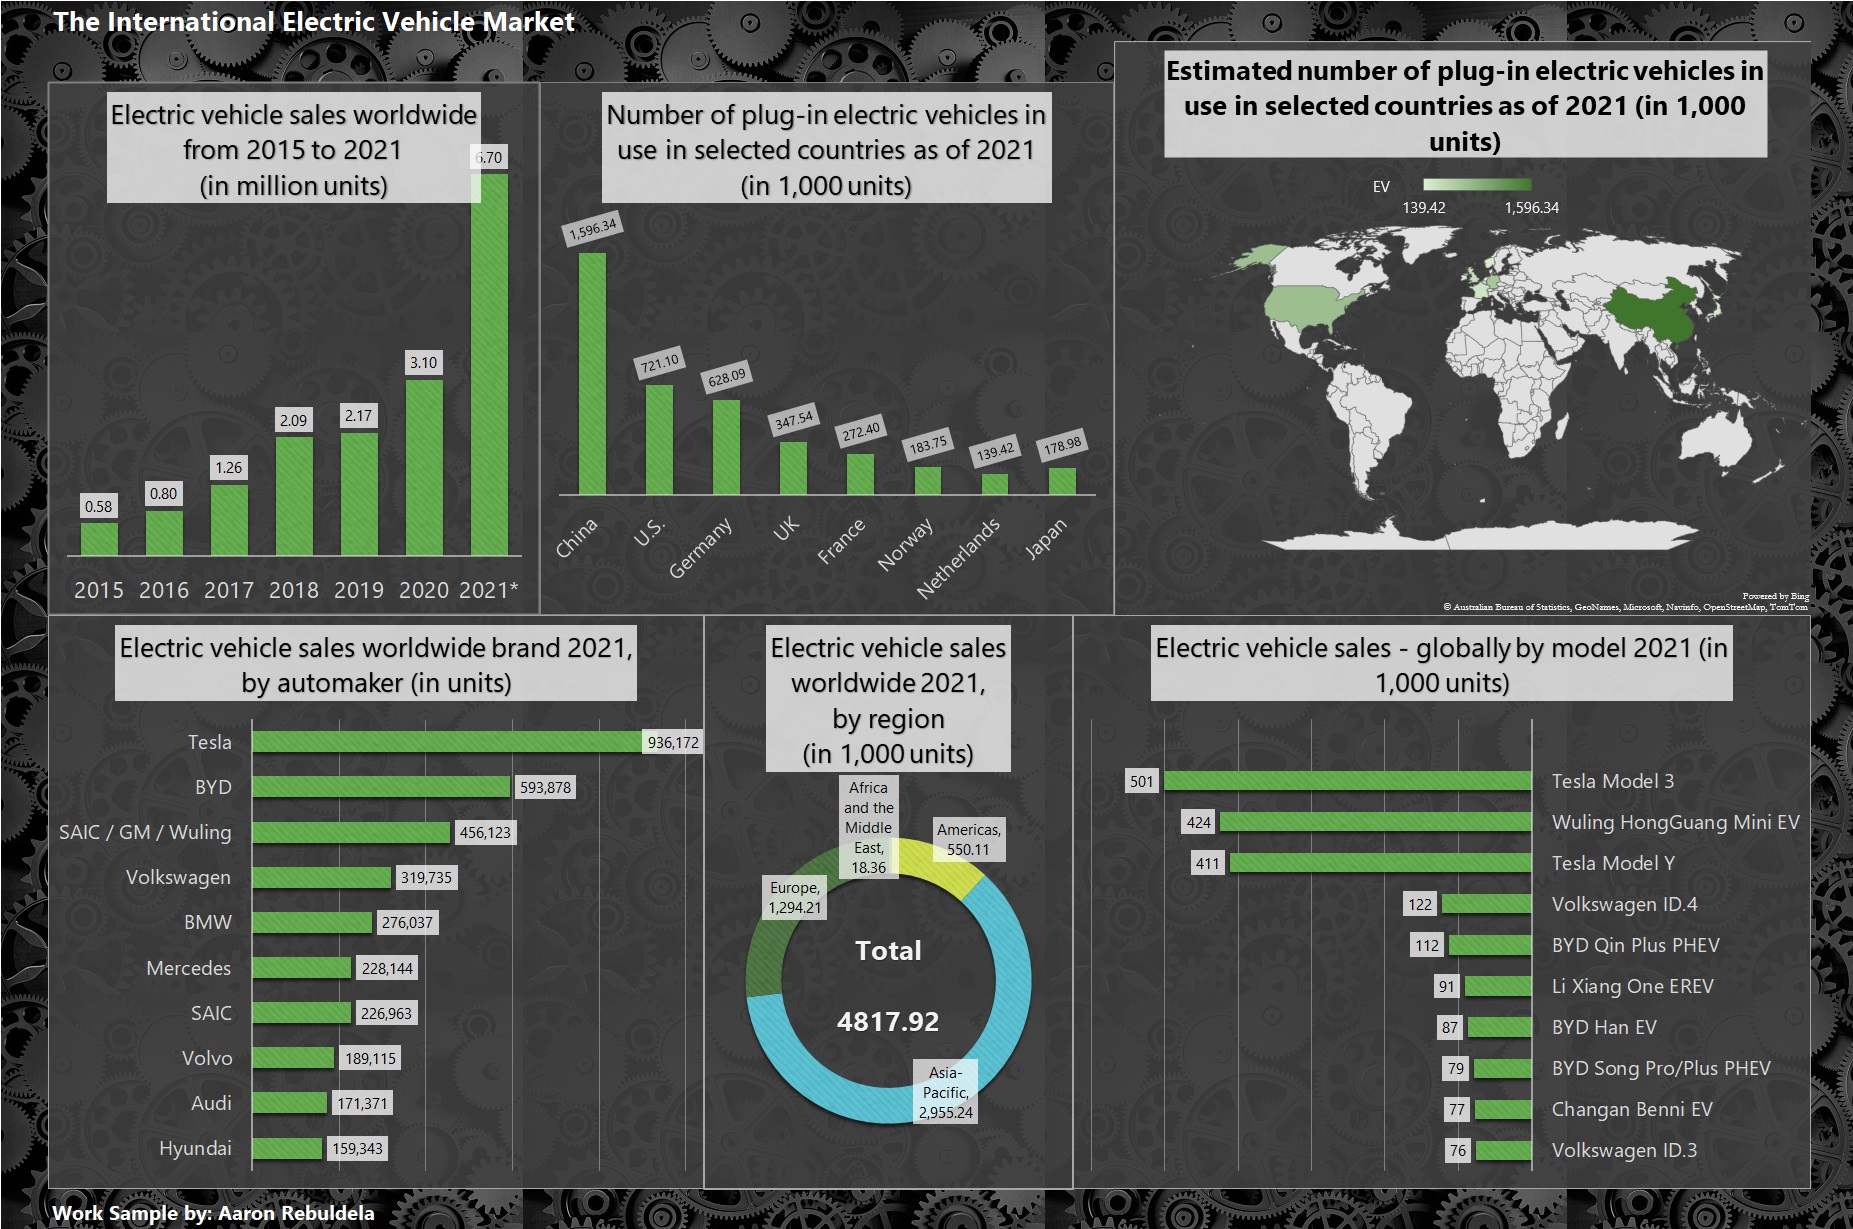 The International Electric Vehicle Market
Electric vehicle sales worldwide
from 2015 to 2021
(in million units)
0.58
0.80
1.26
2.09
2.17
3.10
6.70
2015 2016 2017 2018 2019 2020 2021*
Number of plug-in electric vehicles in
use in selected countries as of 2021
(in 1,000 units)
1,596.34
721.10
628.09
347.54
272.40
183.75
139.42
178.98
China
U.S.
Germany
UK
France
Norway
Netherlands
Japan
Estimated number of plug-in electric vehicles in
use in selected countries as of 2021 (in 1,000
units)
EV
139.42 1,596.34
Powered by Bing
© Australian Bureau of Statistics, GeoNames, Microsoft, Navinfo, OpenStreetMap, TomTom
Electric vehicle sales worldwide brand 2021,
by automaker (in units)
Tesla 936,172
BYD 593,878
SAIC / GM / Wuling 456,123
Volkswagen 319,735
BMW 276,037
Mercedes 228,144
SAIC 226,963
Volvo 189,115
Audi 171,371
Hyundai 159,343
Electric vehicle sales
worldwide 2021,
by region
(in 1,000 units)
Africa
and the
Middle
East,
18.36
Americas,
550.11
Europe,
1,294.21
Total
4817.92
Asia-
Pacific,
2,955.24
Electric vehicle sales - globally by model 2021 (in
1,000 units)
501 Tesla Model 3
424 Wuling HongGuang Mini EV
411 Tesla Model Y
122 Volkswagen ID.4
112 BYD Qin Plus PHEV
91 Li Xiang One EREV
87 BYD Han EV
79 BYD Song Pro/Plus PHEV
77 Changan Benni EV
76 Volkswagen ID.3
Work Sample by: Aaron Rebuldela